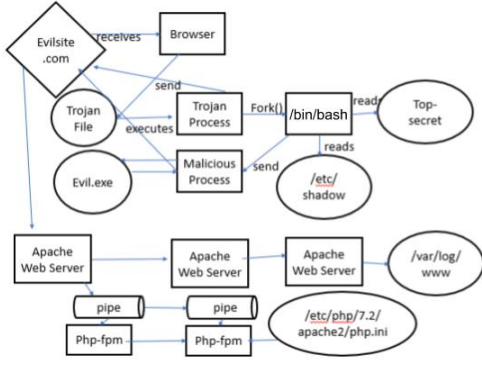 Evilsite
.com
receives
Browser
send
Trojan
File
executes
Trojan
Process
Fork()
/bin/bash
reads
Top-
secret
Evil.exe
Malicious
Process
send
reads
/etc/
shadow
Apache
Web Server
Apache
Web Server
Apache
Web Server
/var/log/
www
pipe
pipe
/etc/php/7.2/
apache2/php.ini
Php-fpm
Php-fpm